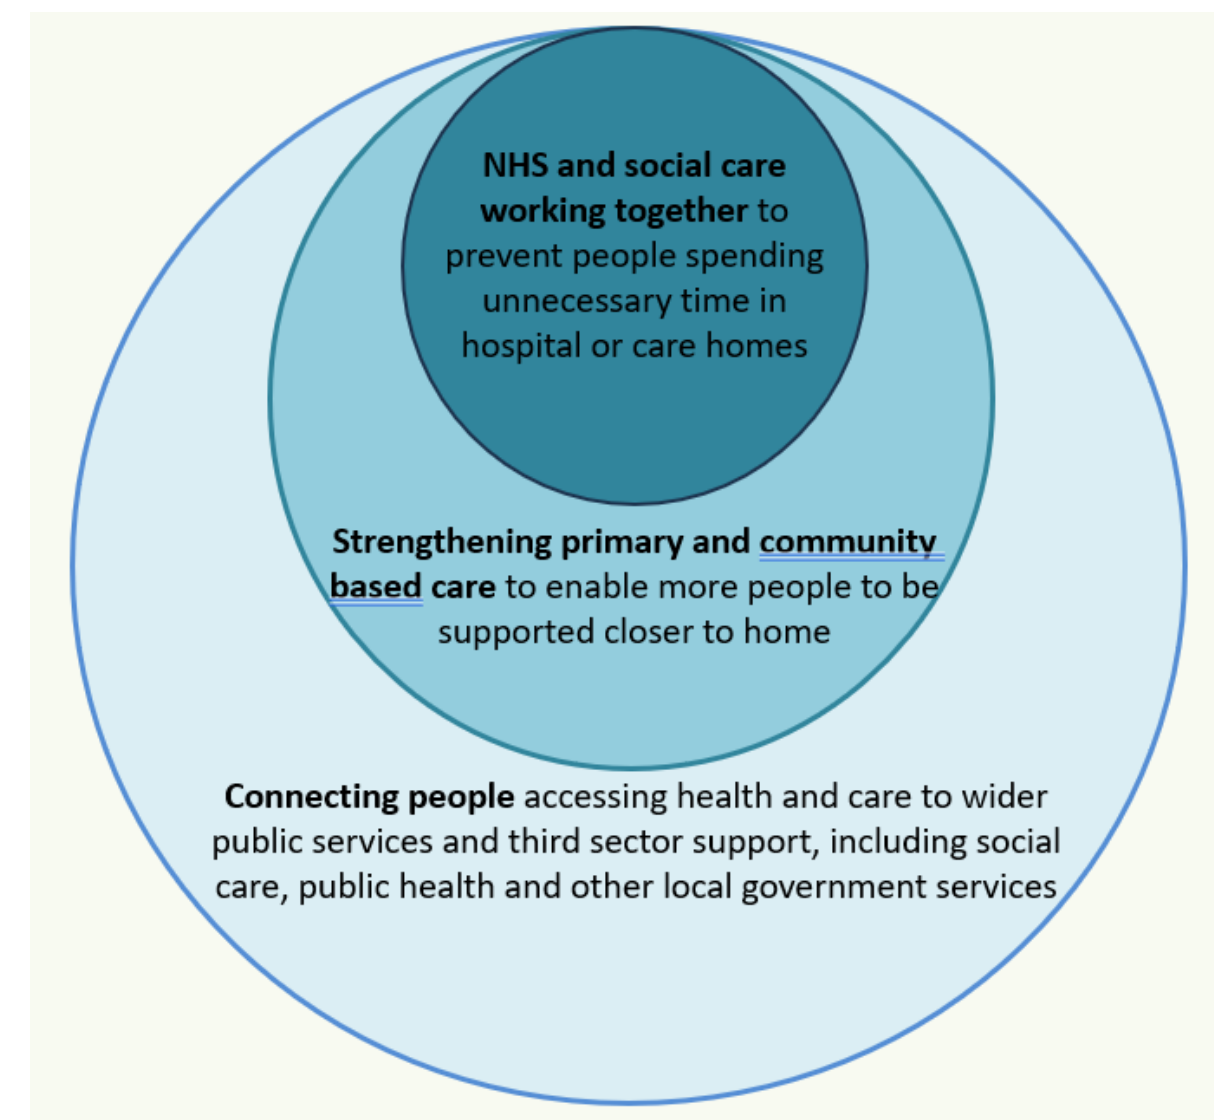 NHS and social care
working together to
prevent people spending
unnecessary time in
hospital or care homes
Strengthening primary and community
based care to enable more people to be
supported closer to home
Connecting people accessing health and care to wider
public services and third sector support, including social
care, public health and other local government services